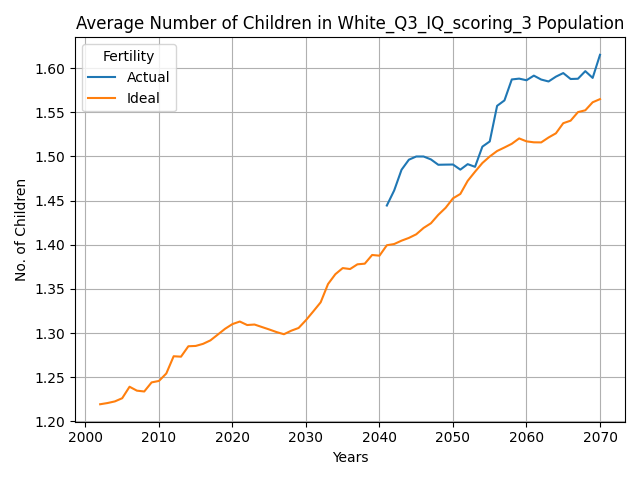 Average Number of Children in White_Q3_IQ_scoring_3 Population
Fertility
Actual
Ideal
No. of Children
1.60
1.55
1.50
1.45
1.40
1.35
1.30
1.25
1.20
2000 2010 2020 2030 2040 2050 2060 2070
Years